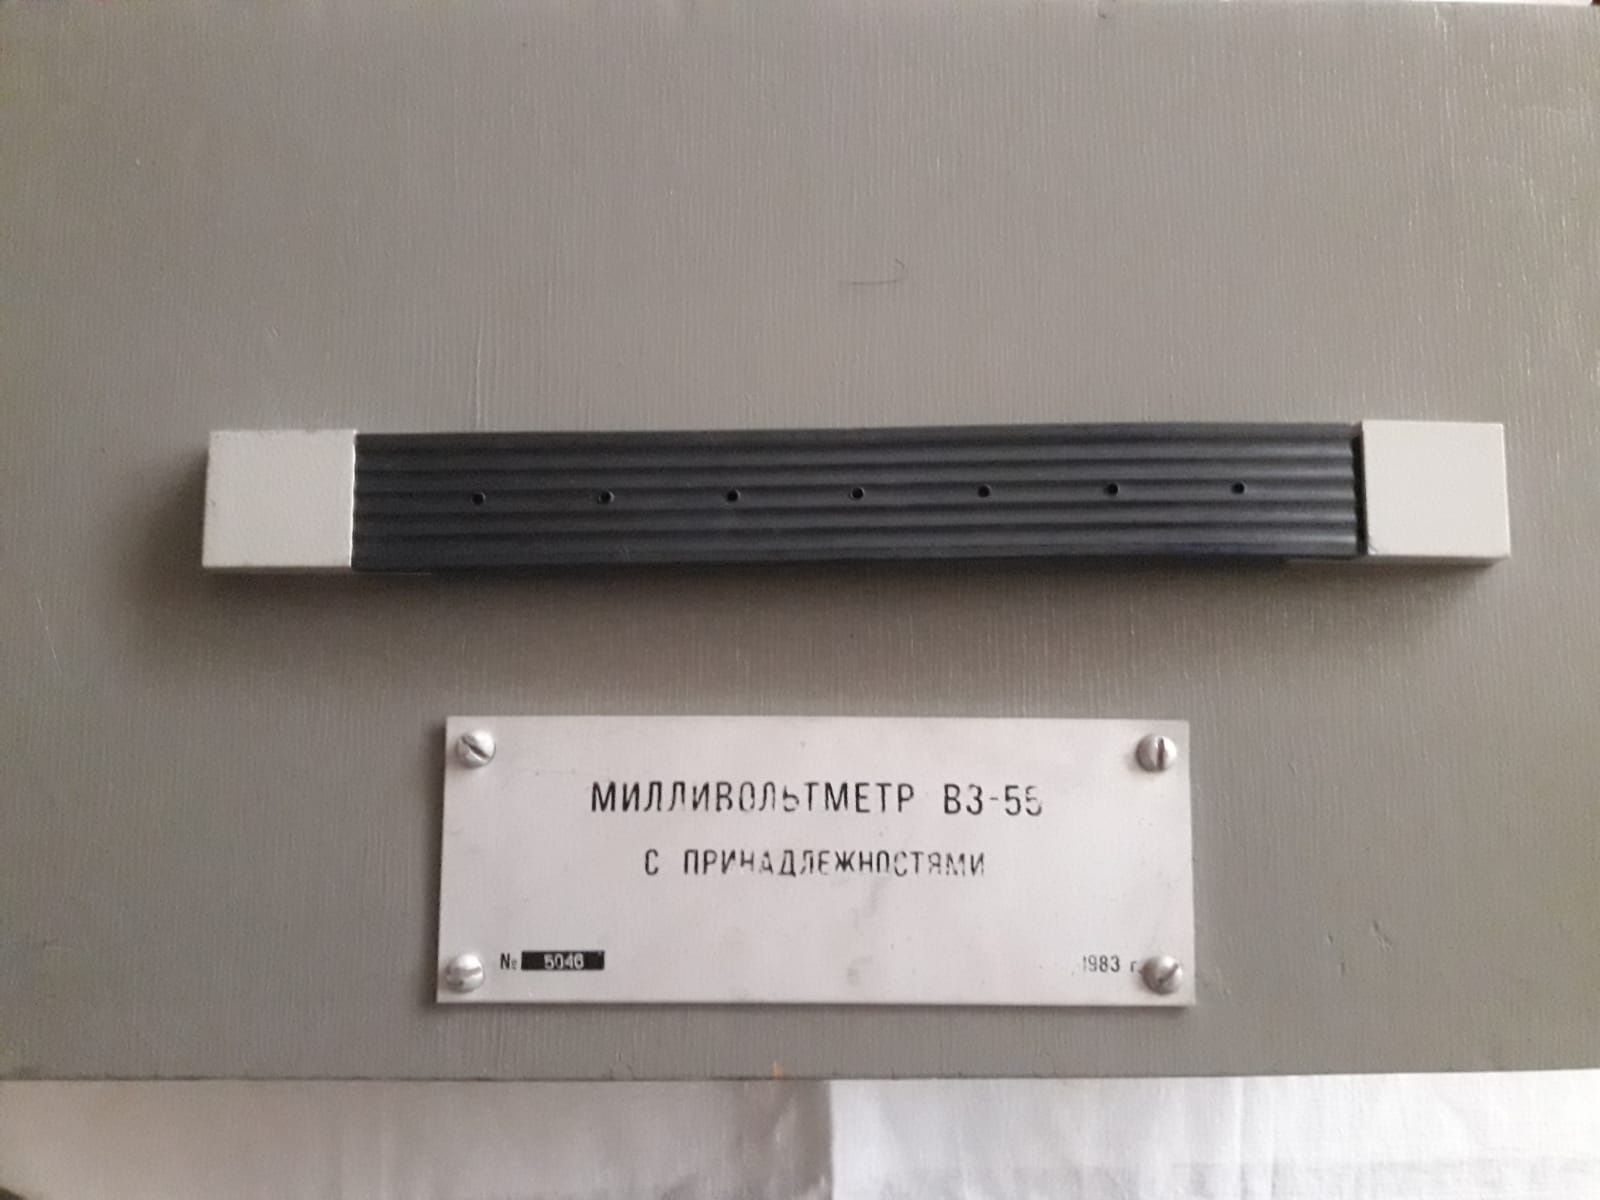 МИЛЛИВОЛЬТМЕТР В3-55
С ПРИНАДЛЕЖНОСТЯМИ
№ 5046
1983 г.